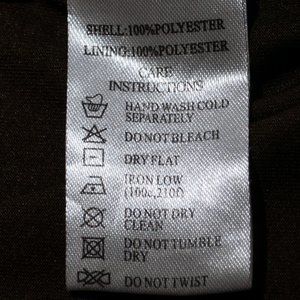 SHELL:100%POLYESTER
LINING:100%POLYESTER
CARE
INSTRUCTIONS
HAND WASH COLD
SEPARATELY
DO NOT BLEACH
DRY FLAT
IRON LOW
(100c,210f)
DO NOT DRY
CLEAN
DO NOT TUMBLE
DRY
DO NOT TWIST